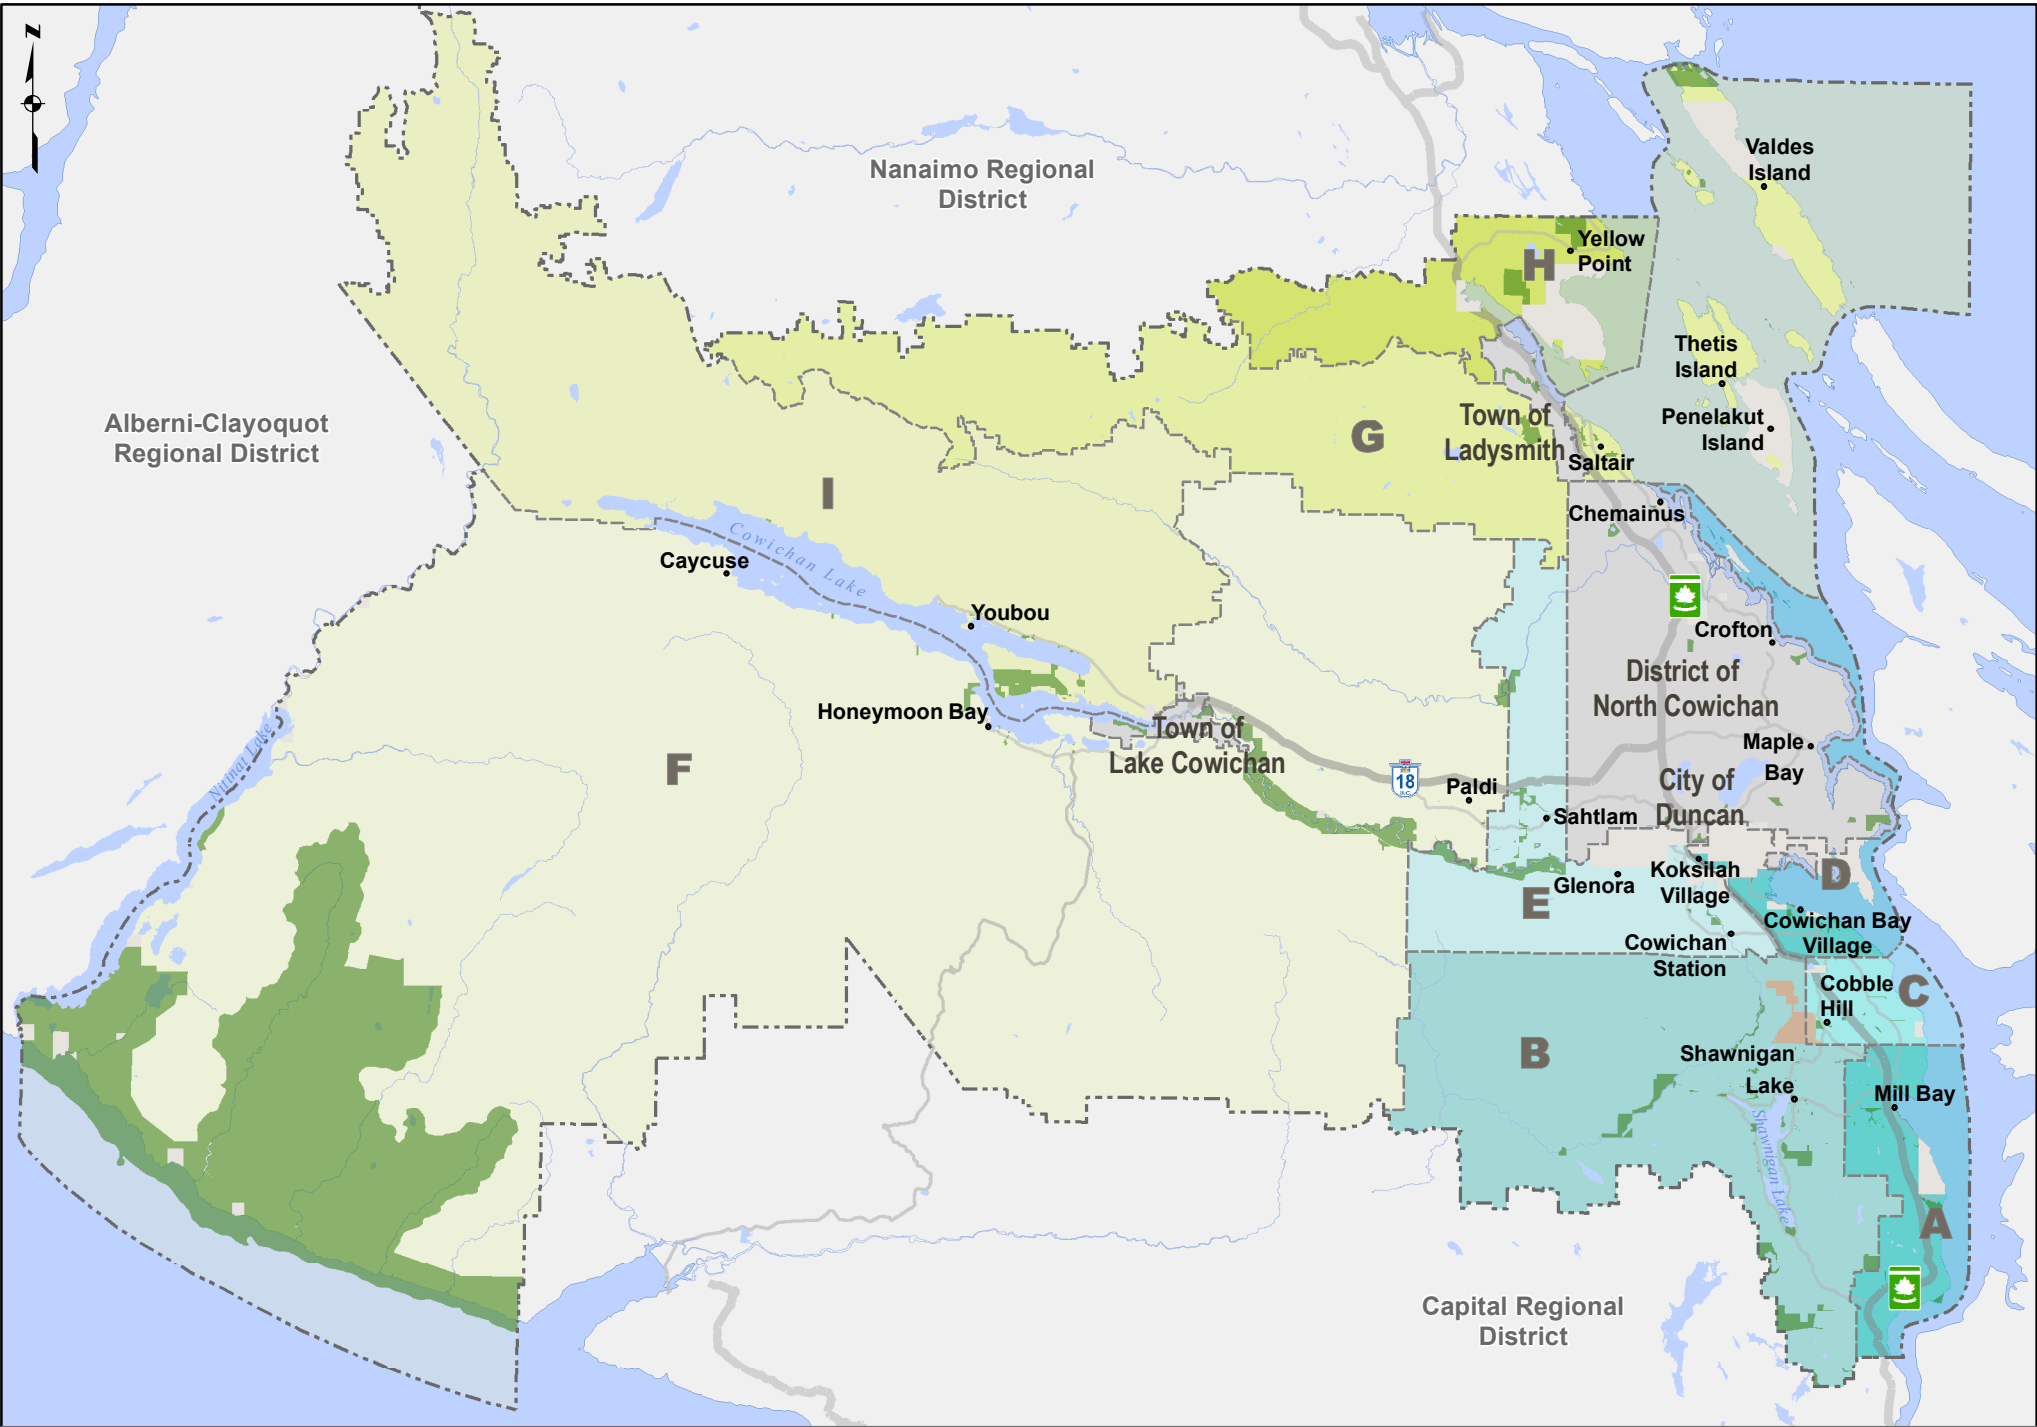 N
Valdes
Island
Nanaimo Regional
District
Yellow
Point
H
Thetis
Island
Alberni-Clayoquot
Regional District
Town of
Ladysmith
G
Penelakut
Island
Saltair
I
Chemainus
Cowichan Lake
Caycuse
Youbou
Crofton
District of
North Cowichan
Honeymoon Bay
Town of
Lake Cowichan
Maple
Bay
Nitinat Lake
F
18
B.C.
Paldi
City of
Duncan
Sahtlam
Koksilah
Village
D
Glenora
E
Cowichan Bay
Village
Cowichan
Station
Cobble
Hill
C
B
Shawnigan
Lake
Mill Bay
Shawnigan Lake
A
Capital Regional
District